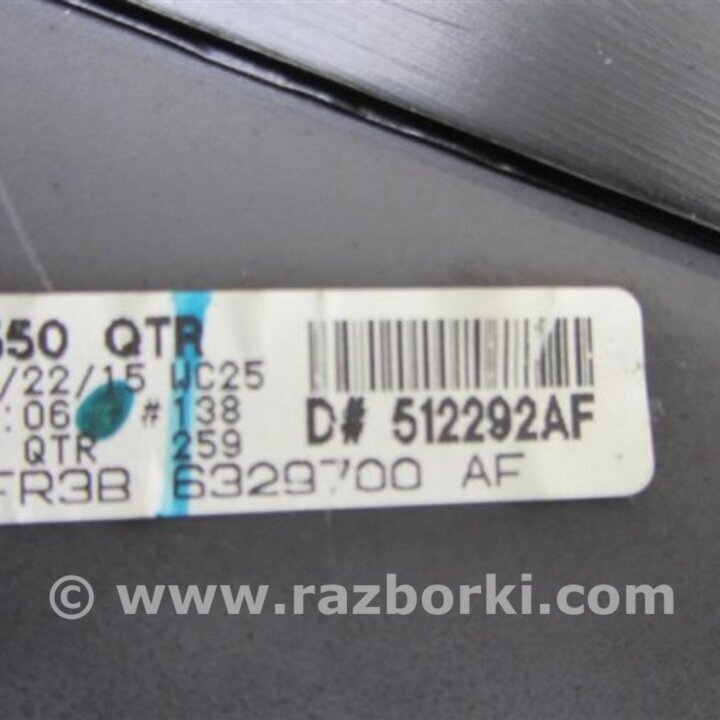 550 QTR
/22/15 WC25
:06 #138
QTR 259
FR3B 6329700 AF
D# 512292AF
© www.razborki.com